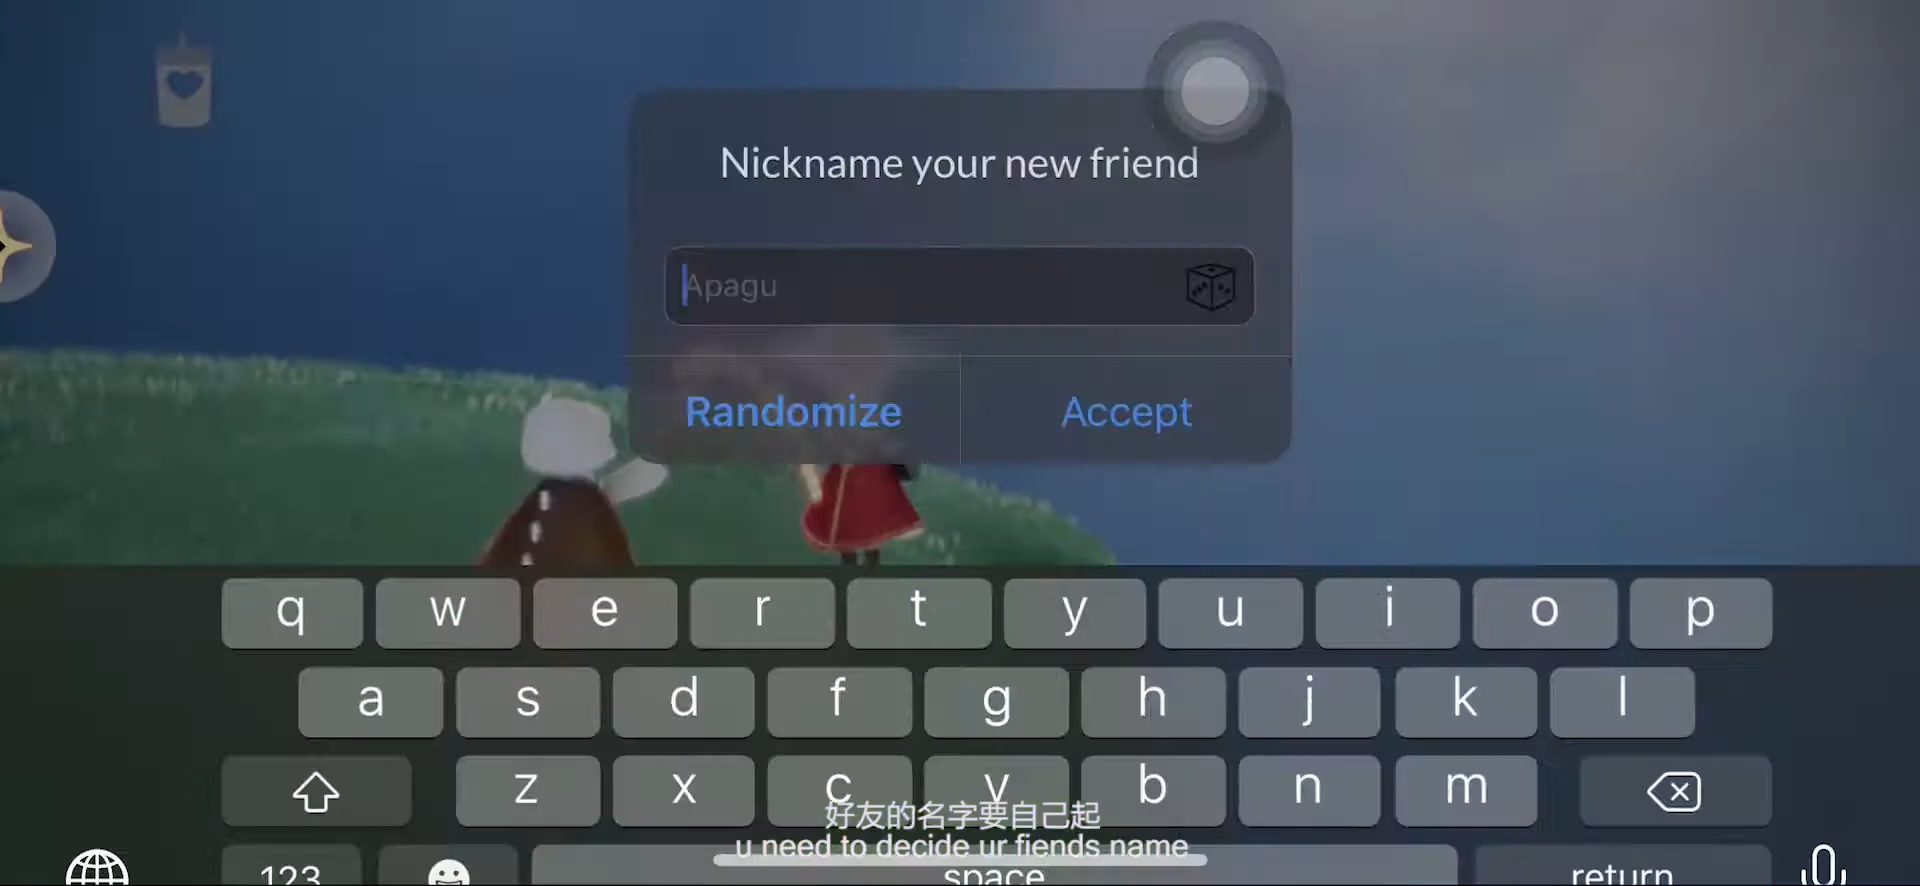 Nickname your new friend
Apagu
Randomize
Accept
q w e r t y u i o p
a s d f g h j k l
z x c v b n m
好友的名字要自己起
u need to decide ur fiends name
123
space
return